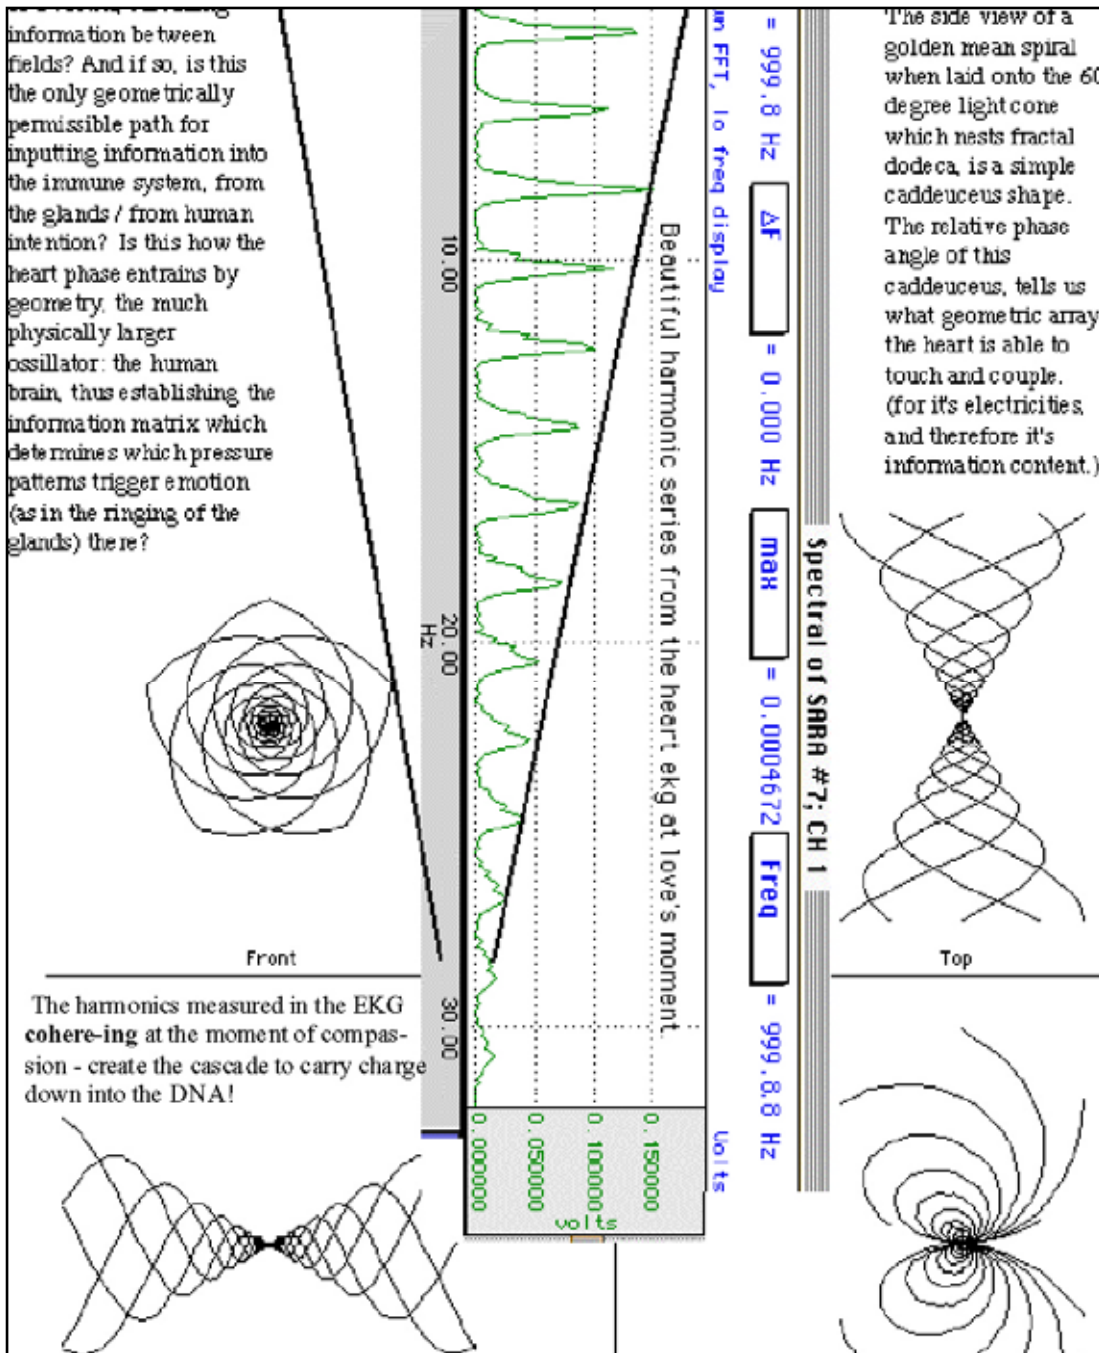 information between
fields? And if so, is this
the only geometrically
permissible path for
inputting information into
the immune system, from
the glands / from human
intention? Is this how the
heart phase entrains by
geometry, the much
physically larger
ossillator: the human
brain, thus establishing the
information matrix which
determines which pressure
patterns trigger emotion
(as in the ringing of the
glands) there?
Front
The harmonics measured in the EKG
cohere-ing at the moment of compas-
sion - create the cascade to carry charge
down into the DNA!
10.00
20.00
Hz
30.00
0.000000
0.050000
0.100000
0.150000
volts
Beautiful harmonic series from the heart ekg at love's moment.
FFT, lo freq display
Volts
= 999.8 Hz
ΔF
= 0.000 Hz
max
= 0.0004672
Freq
= 999.8.8 Hz
Spectral of SARA #7; CH 1
The side view of a
golden mean spiral
when laid onto the 60
degree light cone
which nests fractal
dodeca, is a simple
caddeuceus shape.
The relative phase
angle of this
caddeuceus, tells us
what geometric array
the heart is able to
touch and couple.
(for it's electricities,
and therefore it's
information content.)
Top